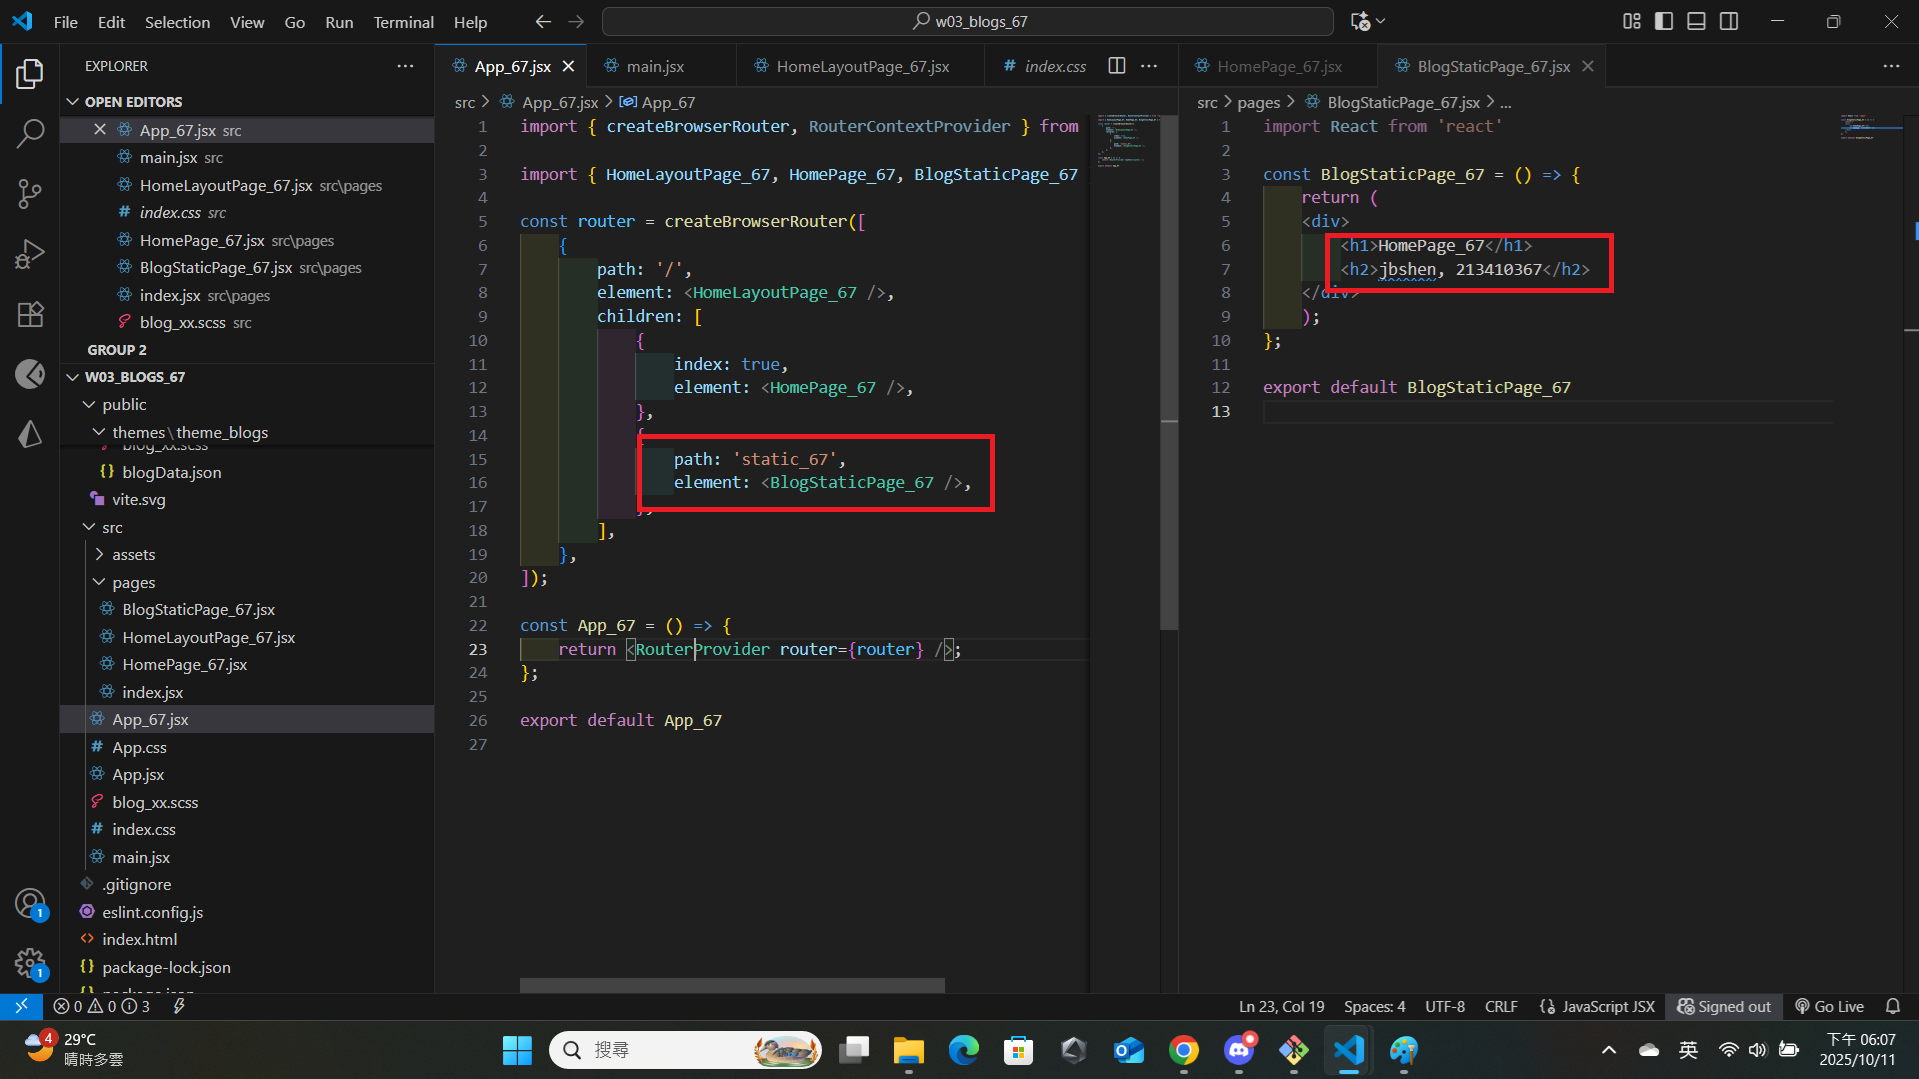 File Edit Selection View Go Run Terminal Help
w03_blogs_67
EXPLORER
OPEN EDITORS
App_67.jsx src
main.jsx src
HomeLayoutPage_67.jsx src\pages
index.css src
HomePage_67.jsx src\pages
BlogStaticPage_67.jsx src\pages
index.jsx src\pages
blog_xx.scss src
GROUP 2
W03_BLOGS_67
public
themes\theme_blogs
blog_xx.scss
blogData.json
vite.svg
src
assets
pages
BlogStaticPage_67.jsx
HomeLayoutPage_67.jsx
HomePage_67.jsx
index.jsx
App_67.jsx
App.css
App.jsx
blog_xx.scss
index.css
main.jsx
.gitignore
eslint.config.js
index.html
package-lock.json
package.json
App_67.jsx
main.jsx
HomeLayoutPage_67.jsx
index.css
src > App_67.jsx > App_67
1 import { createBrowserRouter, RouterContextProvider } from
2
3 import { HomeLayoutPage_67, HomePage_67, BlogStaticPage_67
4
5 const router = createBrowserRouter([
6 {
7 path: '/',
8 element: <HomeLayoutPage_67 />,
9 children: [
10 {
11 index: true,
12 element: <HomePage_67 />,
13 },
14 {
15 path: 'static_67',
16 element: <BlogStaticPage_67 />,
17 },
18 ],
19 },
20 ]);
21
22 const App_67 = () => {
23 return <RouterProvider router={router} />;
24 };
25
26 export default App_67
27
HomePage_67.jsx
BlogStaticPage_67.jsx
src > pages > BlogStaticPage_67.jsx > ...
1 import React from 'react'
2
3 const BlogStaticPage_67 = () => {
4 return (
5 <div>
6 <h1>HomePage_67</h1>
7 <h2>jbshen, 213410367</h2>
8 </div>
9 );
10 };
11
12 export default BlogStaticPage_67
13
1
1
0 0 3
Ln 23, Col 19 Spaces: 4 UTF-8 CRLF JavaScript JSX Signed out Go Live
4
29°C
晴時多雲
搜尋
英
下午 06:07
2025/10/11